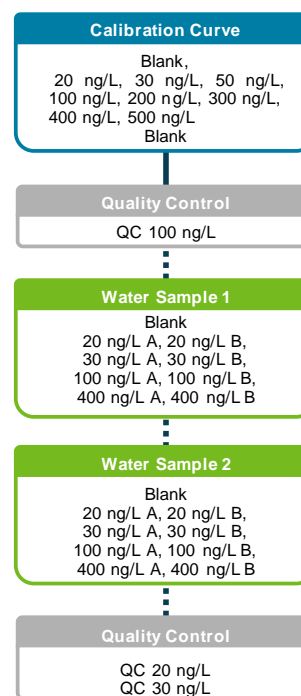 Calibration Curve
Blank,
20 ng/L, 30 ng/L, 50 ng/L,
100 ng/L, 200 ng/L, 300 ng/L,
400 ng/L, 500 ng/L
Blank
Quality Control
QC 100 ng/L
Water Sample 1
Blank
20 ng/L A, 20 ng/L B,
30 ng/L A, 30 ng/L B,
100 ng/L A, 100 ng/L B,
400 ng/L A, 400 ng/L B
Water Sample 2
Blank
20 ng/L A, 20 ng/L B,
30 ng/L A, 30 ng/L B,
100 ng/L A, 100 ng/L B,
400 ng/L A, 400 ng/L B
Quality Control
QC 20 ng/L
QC 30 ng/L